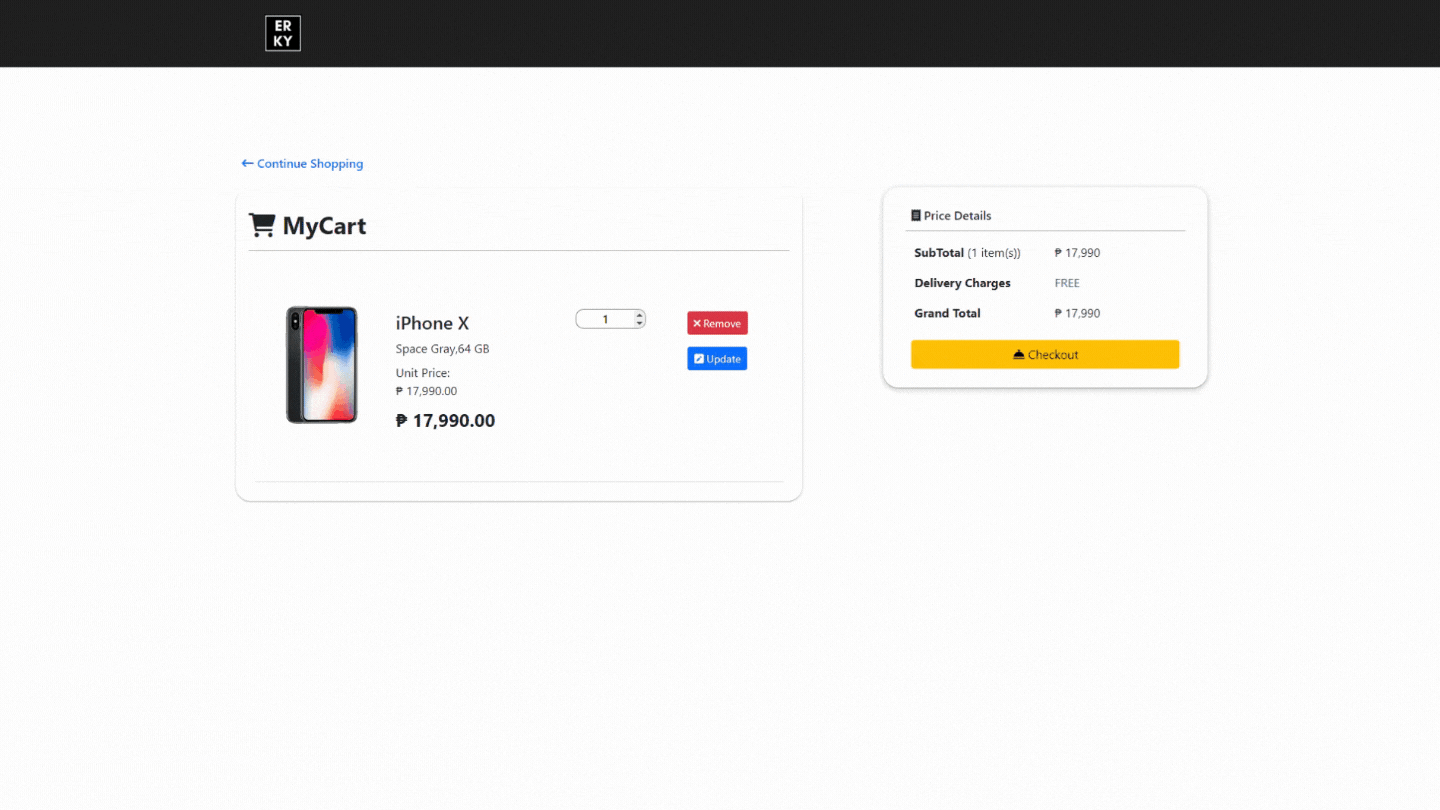 ER
KY
← Continue Shopping
MyCart
iPhone X
Space Gray,64 GB
Unit Price:
₱ 17,990.00
₱ 17,990.00
1
Remove
Update
Price Details
SubTotal (1 item(s)) ₱ 17,990
Delivery Charges FREE
Grand Total ₱ 17,990
Checkout